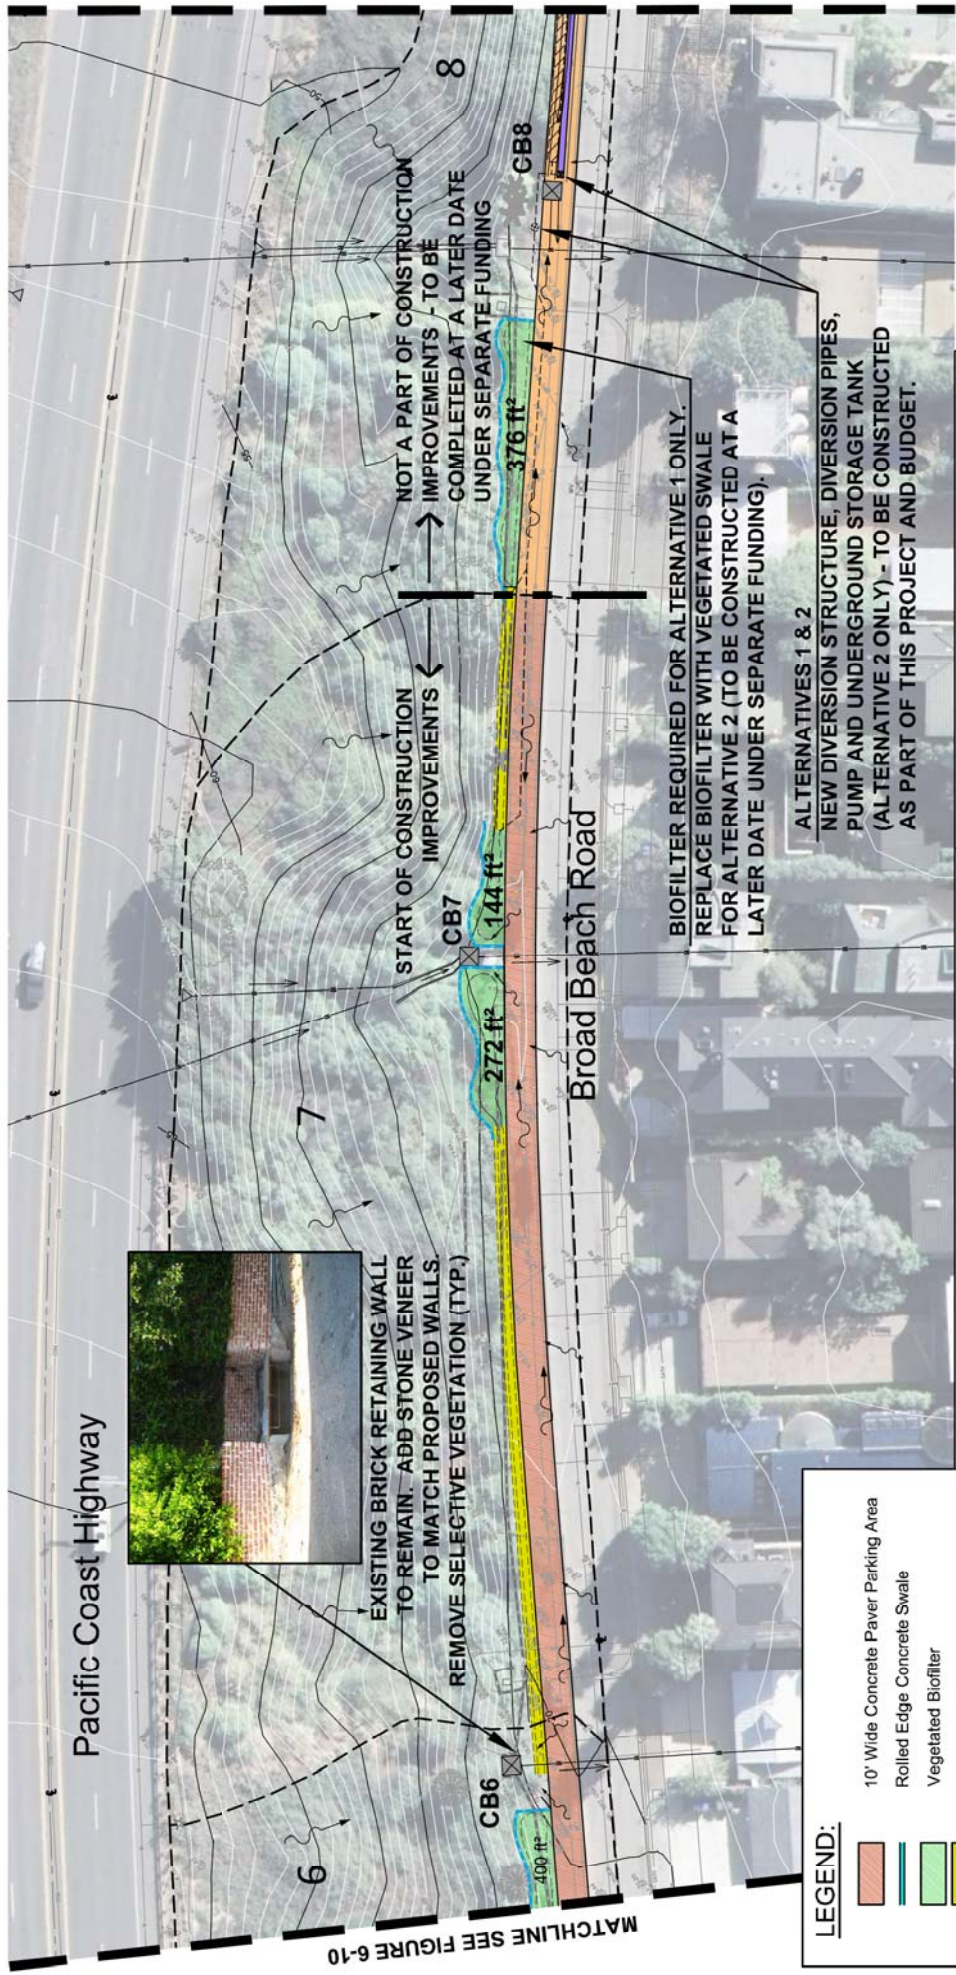 Pacific Coast Highway
6
7
8
EXISTING BRICK RETAINING WALL
TO REMAIN. ADD STONE VENEER
TO MATCH PROPOSED WALLS.
REMOVE SELECTIVE VEGETATION (TYP.)
START OF CONSTRUCTION
IMPROVEMENTS
NOT A PART OF CONSTRUCTION
IMPROVEMENTS - TO BE
COMPLETED AT A LATER DATE
UNDER SEPARATE FUNDING
CB6
CB7
CB8
400 ft²
272 ft²
144 ft²
376 ft²
Broad Beach Road
BIOFILTER REQUIRED FOR ALTERNATIVE 1 ONLY.
REPLACE BIOFILTER WITH VEGETATED SWALE
FOR ALTERNATIVE 2 (TO BE CONSTRUCTED AT A
LATER DATE UNDER SEPARATE FUNDING).
ALTERNATIVES 1 & 2
NEW DIVERSION STRUCTURE, DIVERSION PIPES,
PUMP AND UNDERGROUND STORAGE TANK
(ALTERNATIVE 2 ONLY) - TO BE CONSTRUCTED
AS PART OF THIS PROJECT AND BUDGET.
MATCHLINE SEE FIGURE 6-10
LEGEND:
10' Wide Concrete Paver Parking Area
Rolled Edge Concrete Swale
Vegetated Biofilter